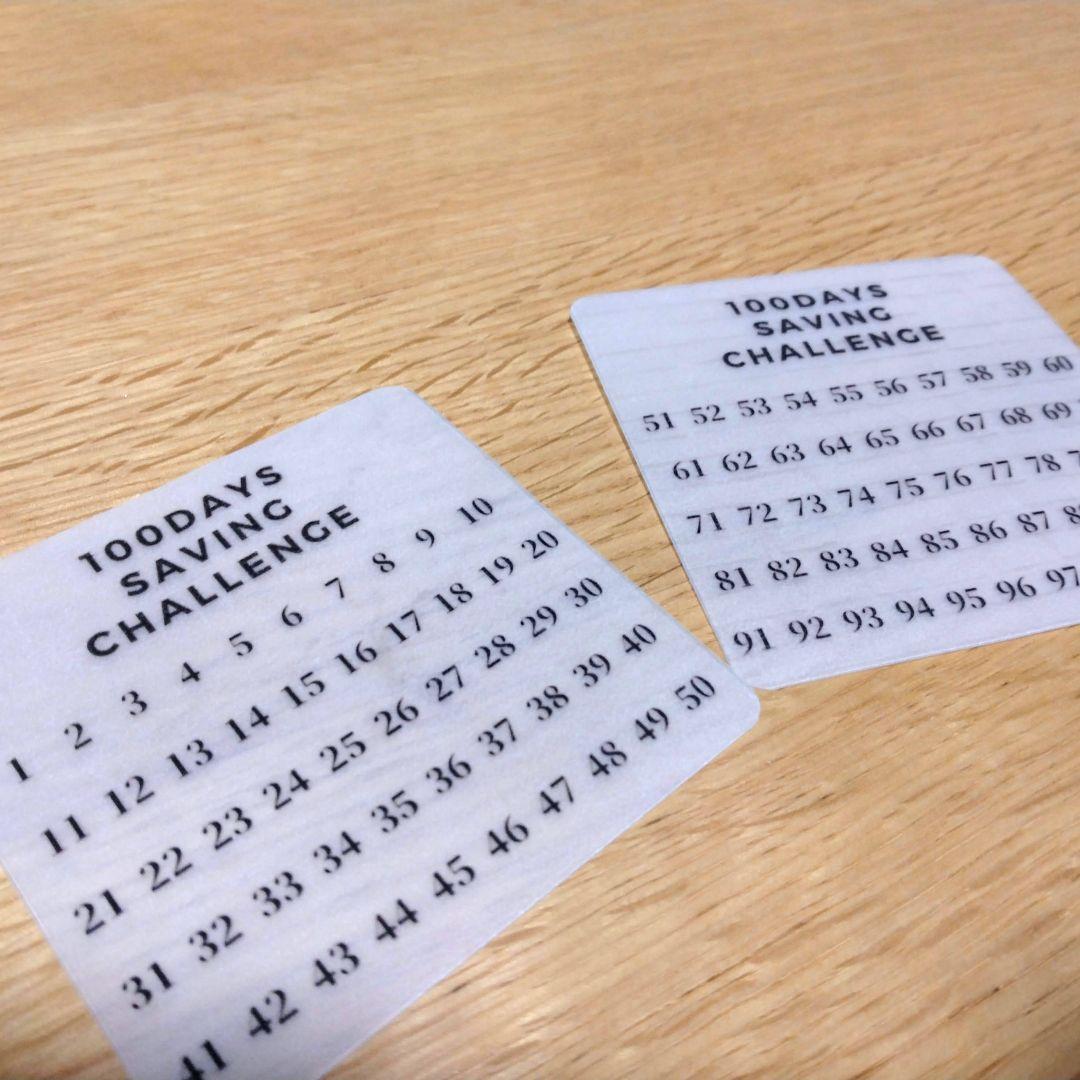 100DAYS
SAVING
CHALLENGE
1 2 3 4 5 6 7 8 9 10
11 12 13 14 15 16 17 18 19 20
21 22 23 24 25 26 27 28 29 30
31 32 33 34 35 36 37 38 39 40
41 42 43 44 45 46 47 48 49 50
100DAYS
SAVING
CHALLENGE
51 52 53 54 55 56 57 58 59 60
61 62 63 64 65 66 67 68 69
71 72 73 74 75 76 77 78
81 82 83 84 85 86 87
91 92 93 94 95 96 97